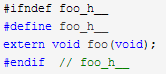 #ifndef foo_h__
#define foo_h__
extern void foo(void);
#endif  // foo_h__